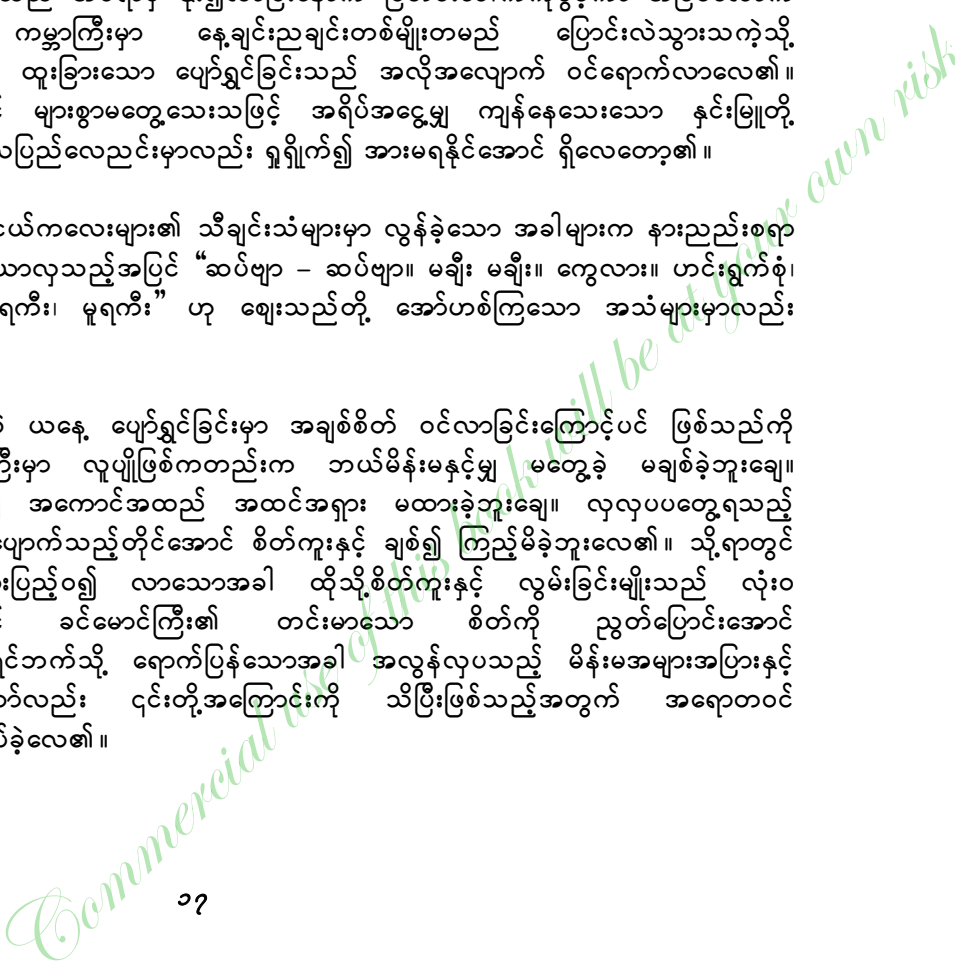 ကမ္ဘာကြီးမှာ နေ့ချင်းညချင်းတစ်မျိုးတမည် ပြောင်းလဲသွားသကဲ့သို့
ထူးခြားသော ပျော်ရွှင်ခြင်းသည် အလိုအလျောက် ဝင်ရောက်လာလေ၏။
များစွာမတွေ့သေးသဖြင့် အရိပ်အငွေ့မျှ ကျန်နေသေးသော နှင်းမြူတို့
လေညင်းမှာလည်း ရှူရှိုက်၍ အားမရနိုင်အောင် ရှိလေတော့၏။
ငယ်ကလေးများ၏ သီချင်းသံများမှာ လွန်ခဲ့သော အခါများက နားညည်းစရာ
ယာလှသည့်အပြင် “ဆပ်ဗျာ – ဆပ်ဗျာ။ မချီး မချီး။ ကွေလား။ ဟင်းရွက်စုံ၊
ရကီး၊ မူရကီး” ဟု ဈေးသည်တို့ အော်ဟစ်ကြသော အသံများမှာလည်း
ယနေ့ ပျော်ရွှင်ခြင်းမှာ အချစ်စိတ် ဝင်လာခြင်းကြောင့်ပင် ဖြစ်သည်ကို
ကြီးမှာ လူပျိုဖြစ်ကတည်းက ဘယ်မိန်းမနှင့်မျှ မတွေ့ခဲ့ မချစ်ခဲ့ဘူးချေ။
အကောင်အထည် အထင်အရှား မထားခဲ့ဘူးချေ။ လှလှပပတွေ့ရသည့်
ပျောက်သည့်တိုင်အောင် စိတ်ကူးနှင့် ချစ်၍ ကြည့်မိခဲ့ဘူးလေ၏။ သို့ရာတွင်
ပြည့်ဝ၍ လာသောအခါ ထိုသို့စိတ်ကူးနှင့် လွမ်းခြင်းမျိုးသည် လုံးဝ
ခင်မောင်ကြီး၏ တင်းမာသော စိတ်ကို ညွတ်ပြောင်းအောင်
ရှင်ဘက်သို့ ရောက်ပြန်သောအခါ အလွန်လှပသည့် မိန်းမအများအပြားနှင့်
လည်း ၎င်းတို့အကြောင်းကို သိပြီးဖြစ်သည့်အတွက် အရောတဝင်
ခဲ့လေ၏။
၁၇
Commercial use of this book will be at your own risk